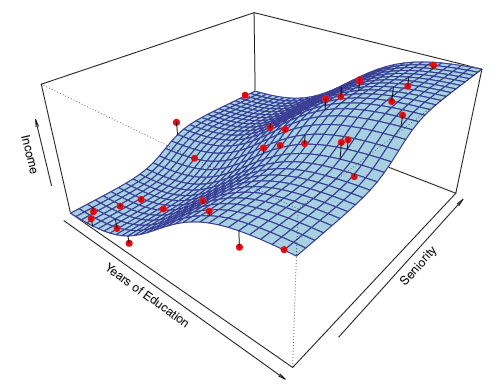 Income
Years of Education
Seniority